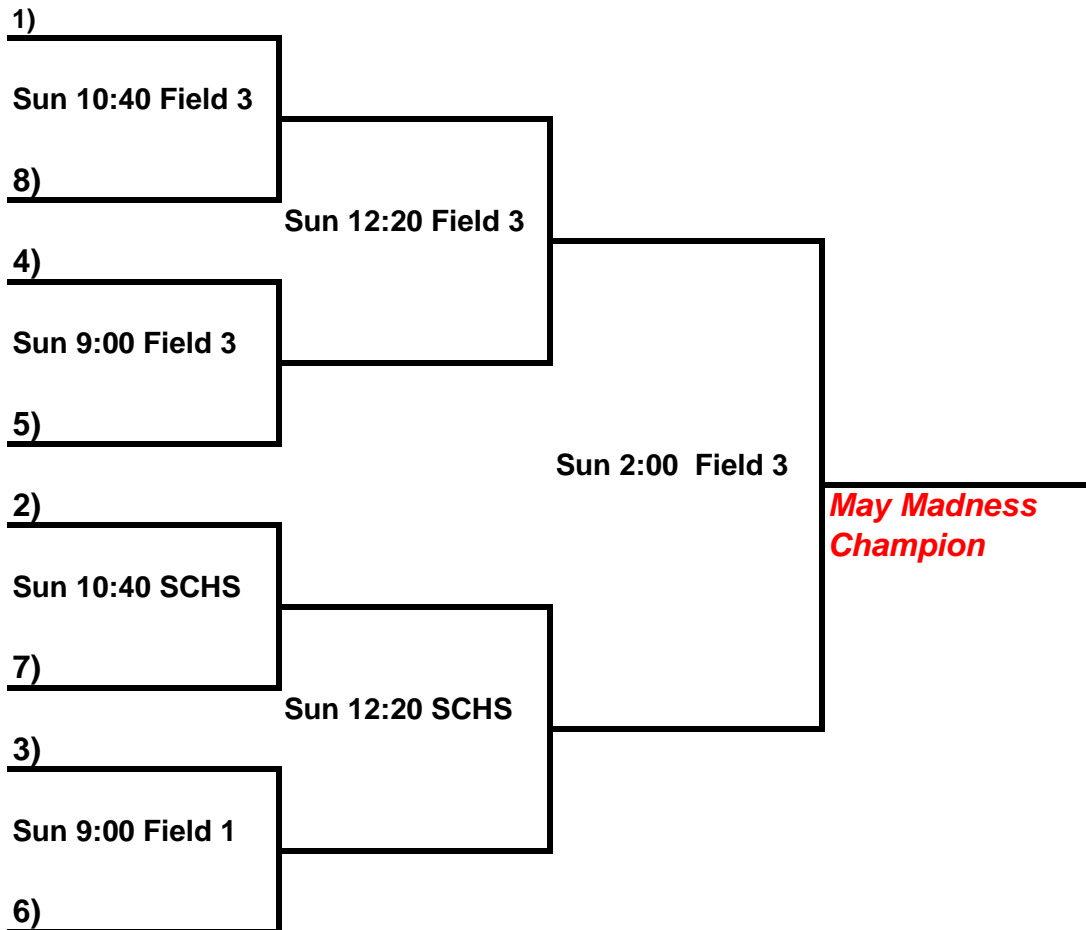 1)
Sun 10:40 Field 3
8)
Sun 12:20 Field 3
4)
Sun 9:00 Field 3
5)
Sun 2:00  Field 3
May Madness
Champion
2)
Sun 10:40 SCHS
7)
Sun 12:20 SCHS
3)
Sun 9:00 Field 1
6)